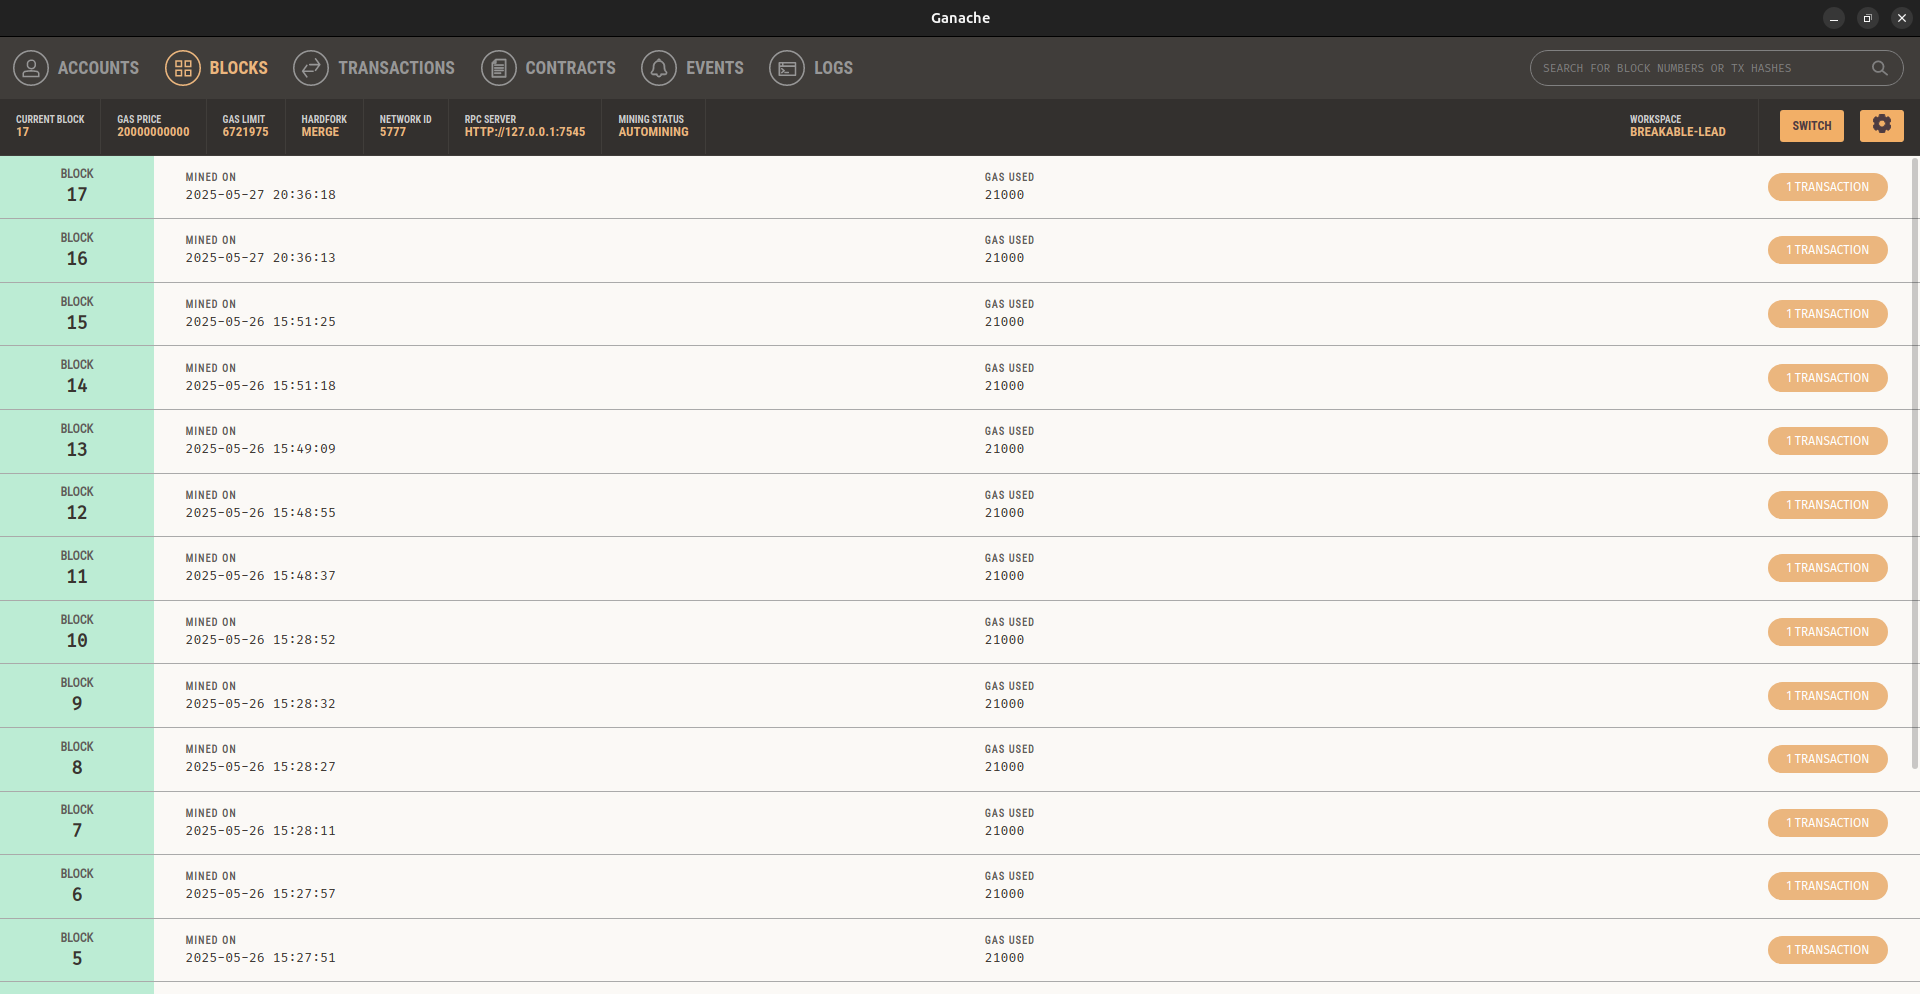 Ganache
ACCOUNTS BLOCKS TRANSACTIONS CONTRACTS EVENTS LOGS SEARCH FOR BLOCK NUMBERS OR TX HASHES
CURRENT BLOCK GAS PRICE GAS LIMIT HARDFORK NETWORK ID RPC SERVER MINING STATUS WORKSPACE
17 20000000000 6721975 MERGE 5777 HTTP://127.0.0.1:7545 AUTOMINING BREAKABLE-LEAD SWITCH
BLOCK MINED ON GAS USED
17 2025-05-27 20:36:18 21000 1 TRANSACTION
BLOCK MINED ON GAS USED
16 2025-05-27 20:36:13 21000 1 TRANSACTION
BLOCK MINED ON GAS USED
15 2025-05-26 15:51:25 21000 1 TRANSACTION
BLOCK MINED ON GAS USED
14 2025-05-26 15:51:18 21000 1 TRANSACTION
BLOCK MINED ON GAS USED
13 2025-05-26 15:49:09 21000 1 TRANSACTION
BLOCK MINED ON GAS USED
12 2025-05-26 15:48:55 21000 1 TRANSACTION
BLOCK MINED ON GAS USED
11 2025-05-26 15:48:37 21000 1 TRANSACTION
BLOCK MINED ON GAS USED
10 2025-05-26 15:28:52 21000 1 TRANSACTION
BLOCK MINED ON GAS USED
9 2025-05-26 15:28:32 21000 1 TRANSACTION
BLOCK MINED ON GAS USED
8 2025-05-26 15:28:27 21000 1 TRANSACTION
BLOCK MINED ON GAS USED
7 2025-05-26 15:28:11 21000 1 TRANSACTION
BLOCK MINED ON GAS USED
6 2025-05-26 15:27:57 21000 1 TRANSACTION
BLOCK MINED ON GAS USED
5 2025-05-26 15:27:51 21000 1 TRANSACTION